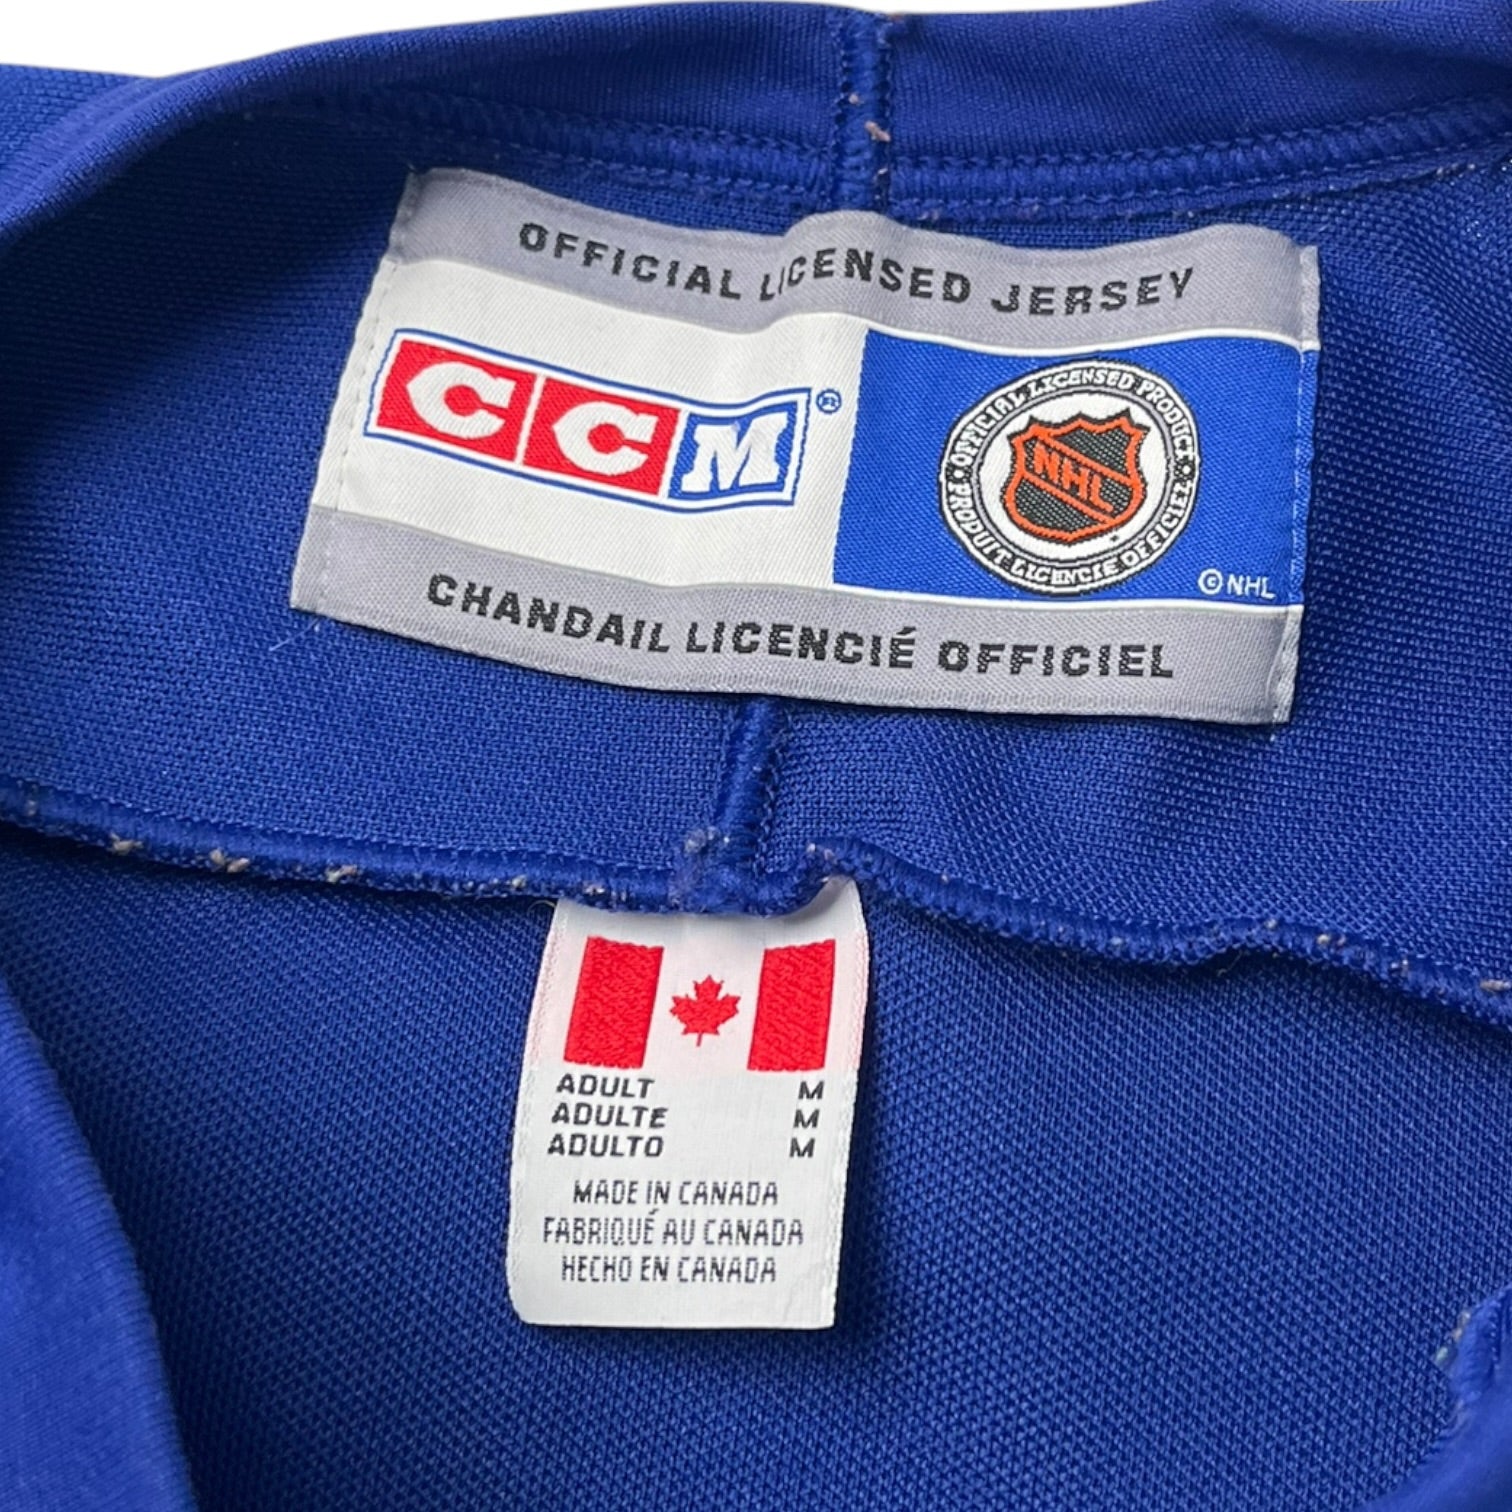 OFFICIAL LICENSED JERSEY
CCM®
OFFICIAL LICENSED PRODUCT
NHL
PRODUIT LICENCIE OFFICIEL
©NHL
CHANDAIL LICENCIÉ OFFICIEL
ADULT M
ADULTE M
ADULTO M
MADE IN CANADA
FABRIQUÉ AU CANADA
HECHO EN CANADA